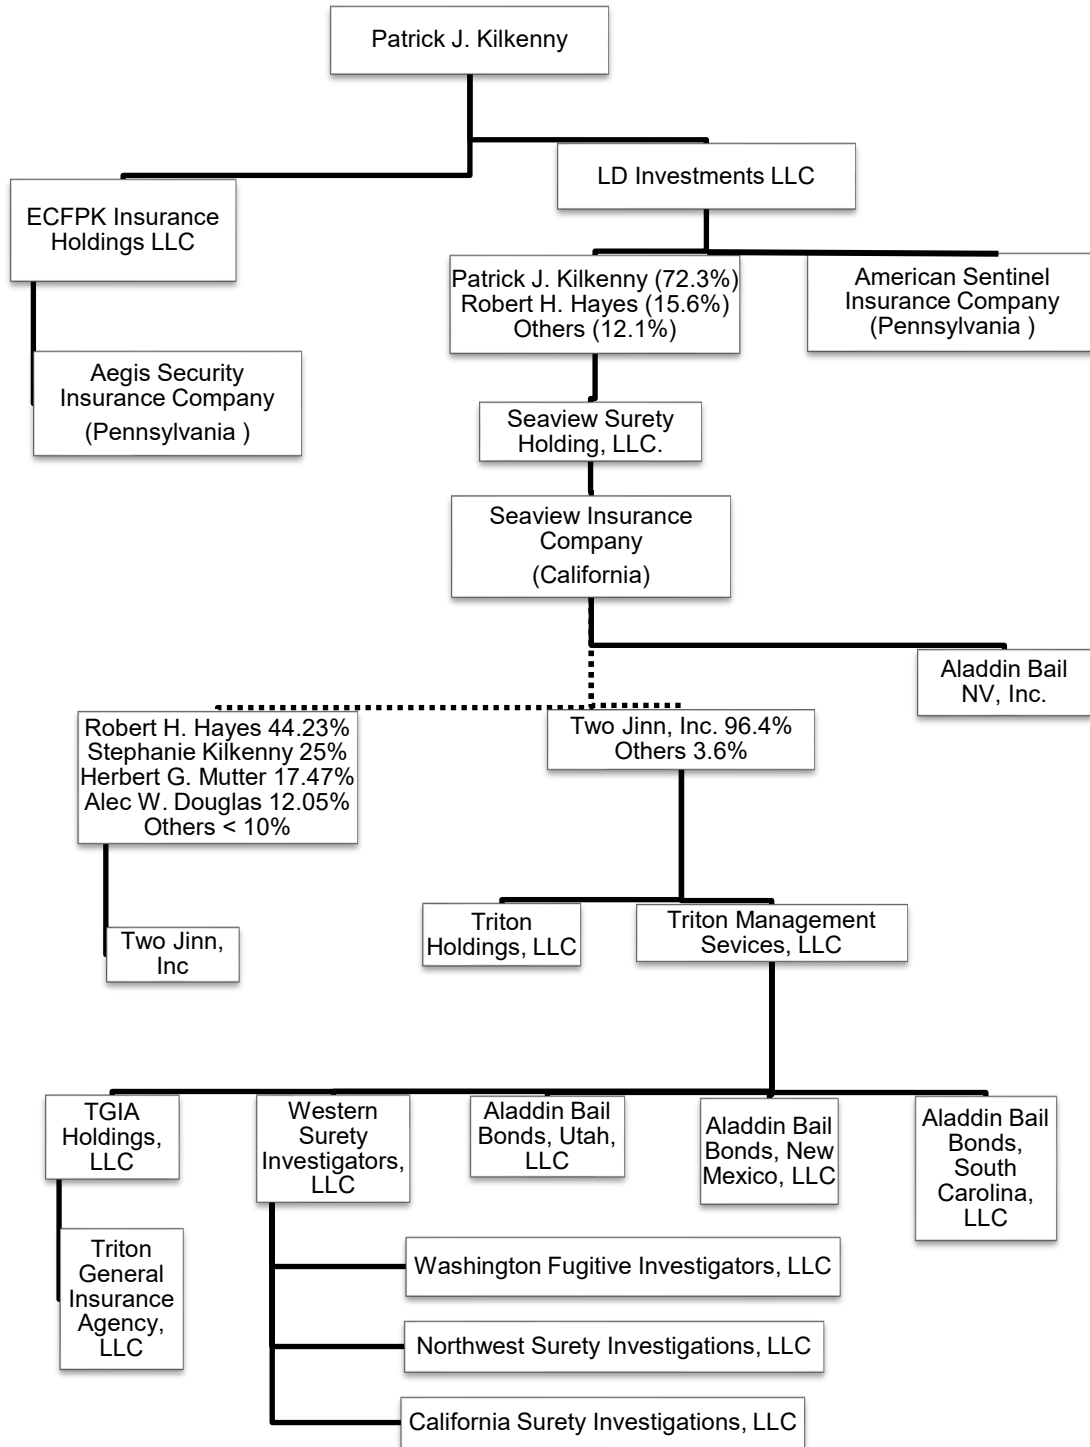 Patrick J. Kilkenny
LD Investments LLC
ECFPK Insurance
Holdings LLC
Patrick J. Kilkenny (72.3%)
Robert H. Hayes (15.6%)
Others (12.1%)
American Sentinel
Insurance Company
(Pennsylvania )
Aegis Security
Insurance Company
(Pennsylvania )
Seaview Surety
Holding, LLC.
Seaview Insurance
Company
(California)
Aladdin Bail
NV, Inc.
Robert H. Hayes 44.23%
Stephanie Kilkenny 25%
Herbert G. Mutter 17.47%
Alec W. Douglas 12.05%
Others < 10%
Two Jinn, Inc. 96.4%
Others 3.6%
Two Jinn,
Inc
Triton
Holdings, LLC
Triton Management
Sevices, LLC
TGIA
Holdings,
LLC
Western
Surety
Investigators,
LLC
Aladdin Bail
Bonds, Utah,
LLC
Aladdin Bail
Bonds, New
Mexico, LLC
Aladdin Bail
Bonds,
South
Carolina,
LLC
Triton
General
Insurance
Agency,
LLC
Washington Fugitive Investigators, LLC
Northwest Surety Investigations, LLC
California Surety Investigations, LLC